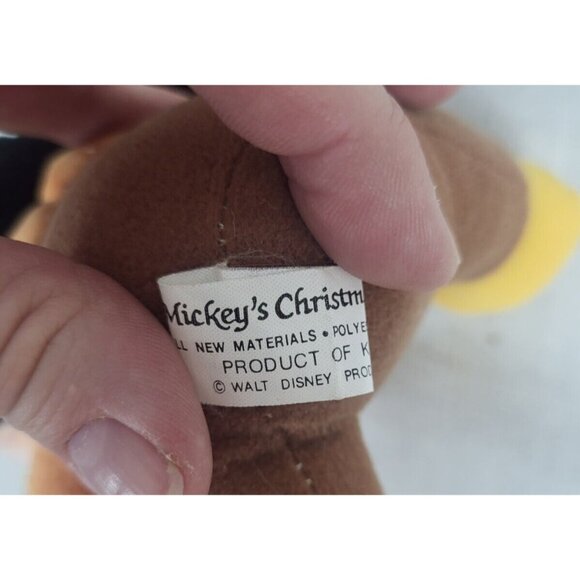 Mickey's Christm
LL NEW MATERIALS • POLYE
PRODUCT OF K
© WALT DISNEY PROD